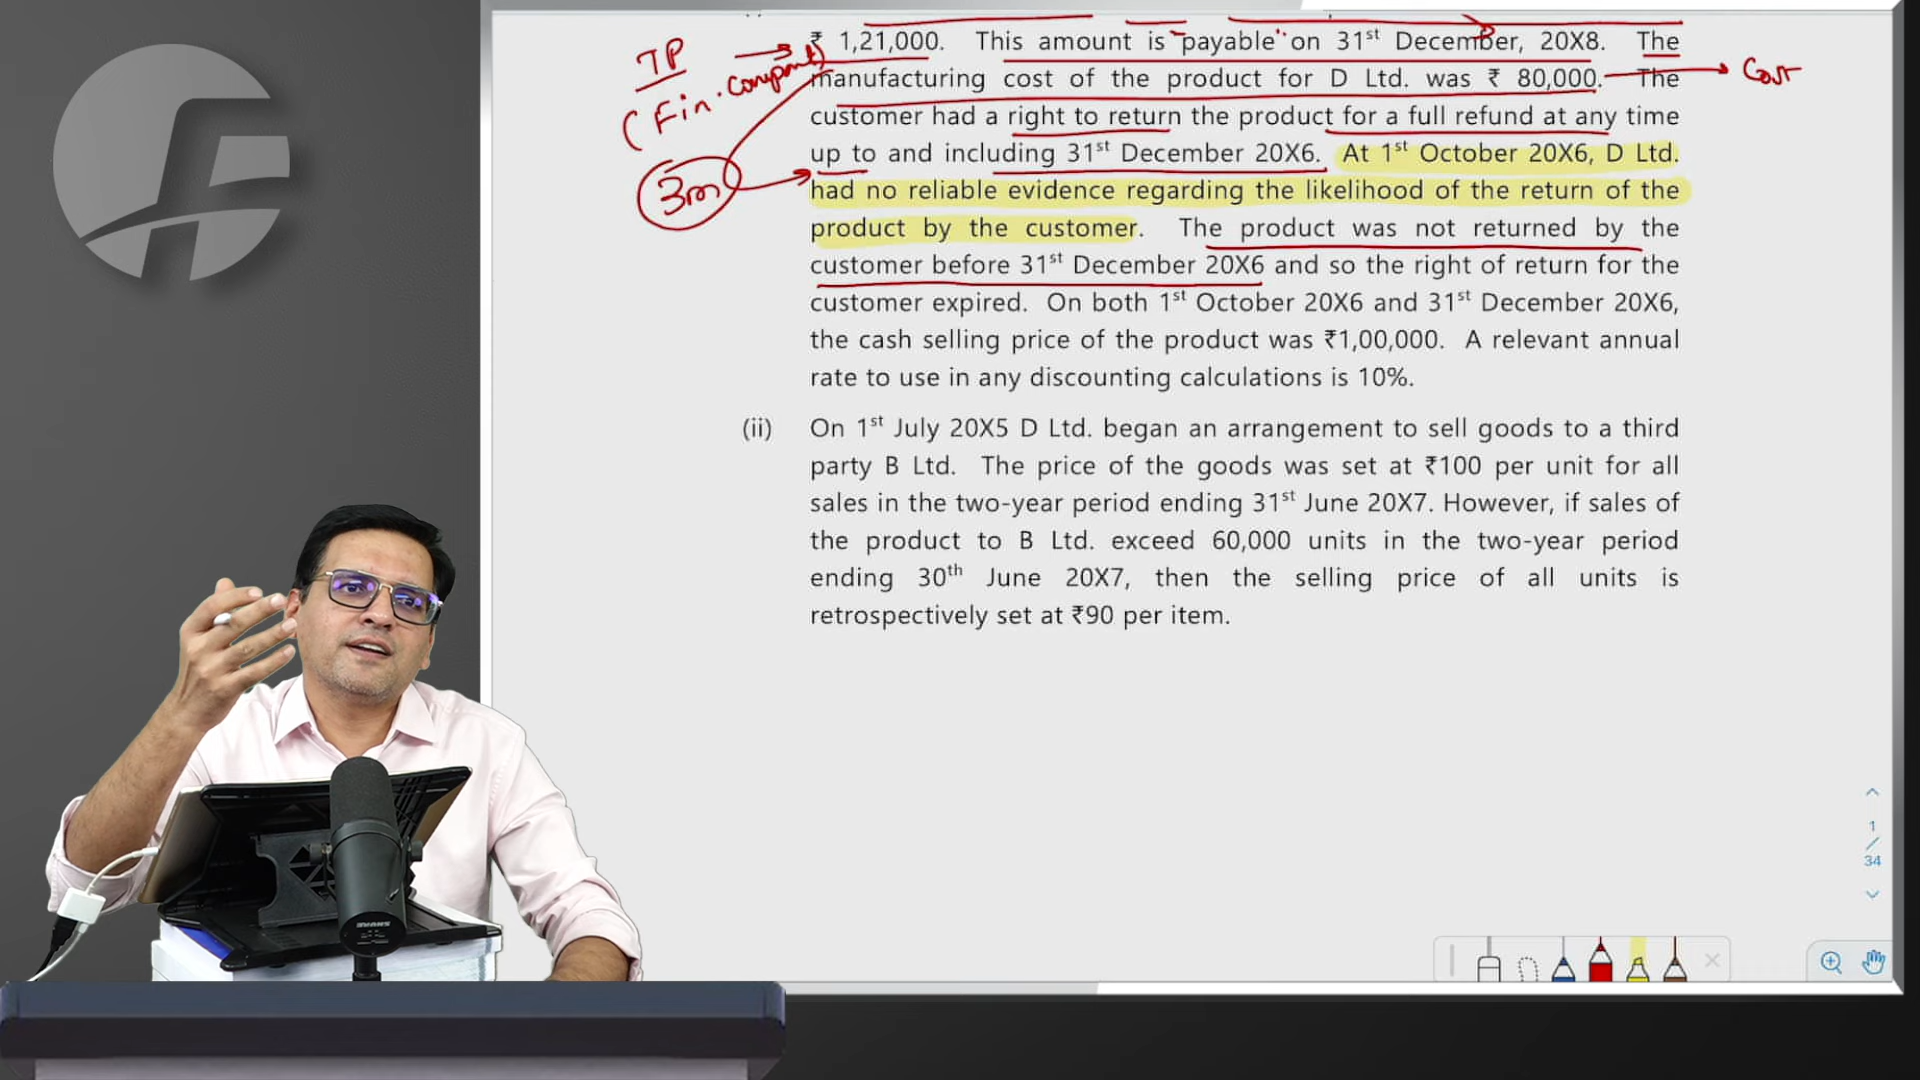 ₹ 1,21,000. This amount is "payable" on 31st December, 20X8. The
manufacturing cost of the product for D Ltd. was ₹ 80,000. The
customer had a right to return the product for a full refund at any time
up to and including 31st December 20X6. At 1st October 20X6, D Ltd.
had no reliable evidence regarding the likelihood of the return of the
product by the customer. The product was not returned by the
customer before 31st December 20X6 and so the right of return for the
customer expired. On both 1st October 20X6 and 31st December 20X6,
the cash selling price of the product was ₹1,00,000. A relevant annual
rate to use in any discounting calculations is 10%.
(ii) On 1st July 20X5 D Ltd. began an arrangement to sell goods to a third
party B Ltd. The price of the goods was set at ₹100 per unit for all
sales in the two-year period ending 31st June 20X7. However, if sales of
the product to B Ltd. exceed 60,000 units in the two-year period
ending 30th June 20X7, then the selling price of all units is
retrospectively set at ₹90 per item.
TP
(Fin. component)
3m
Cost
1
/
34